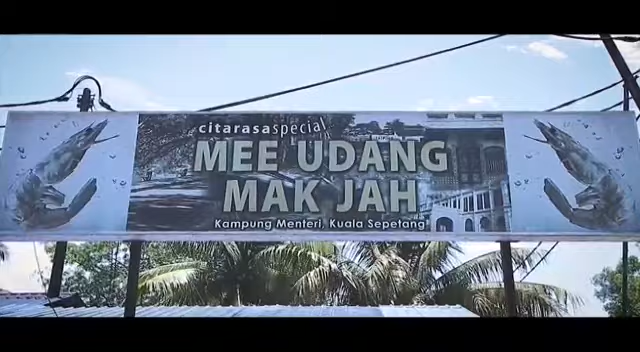 citarasaspecial
MEE UDANG
MAK JAH
Kampung Menteri, Kuala Sepetang